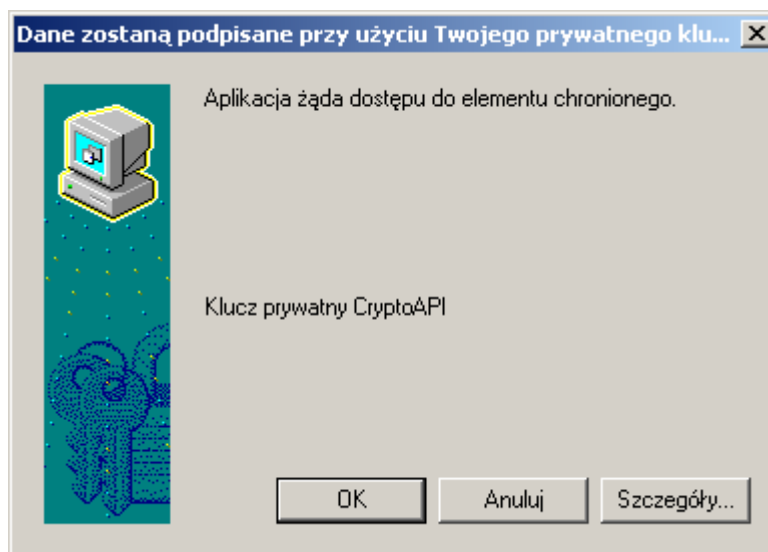 Dane zostaną podpisane przy użyciu Twojego prywatnego klu...
Aplikacja żąda dostępu do elementu chronionego.
Klucz prywatny CryptoAPI
OK Anuluj Szczegóły...